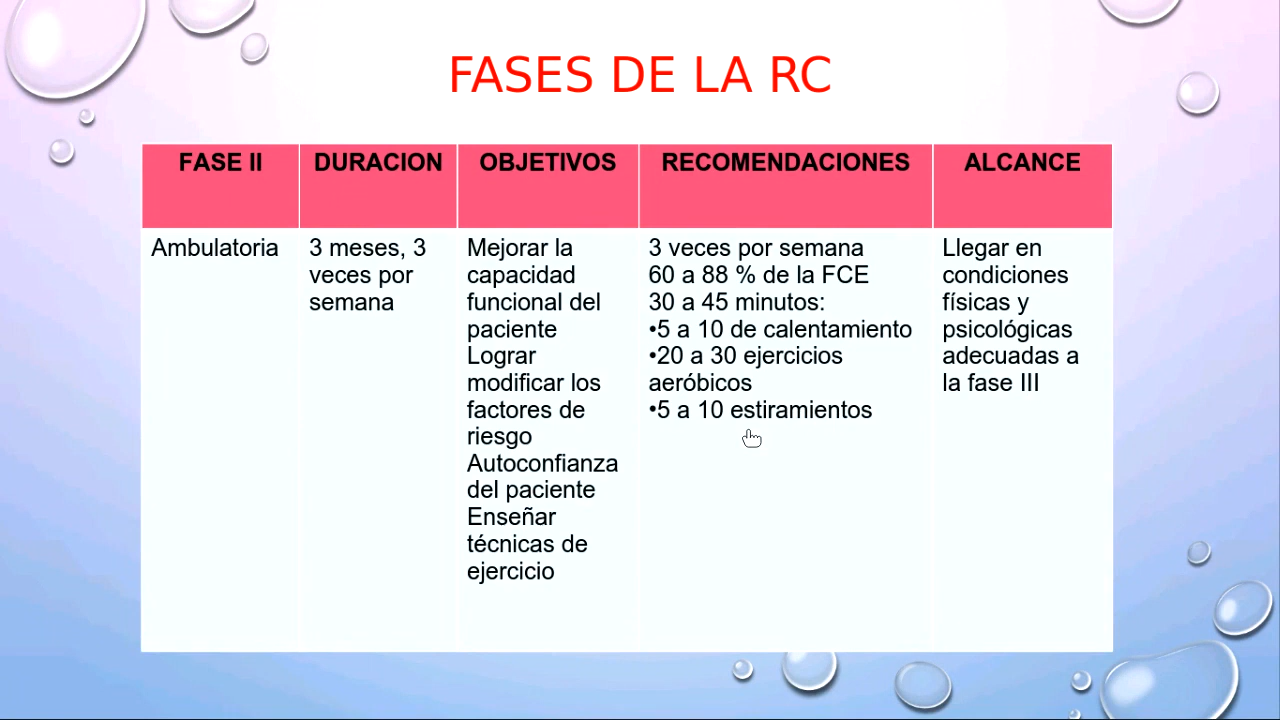 FASES DE LA RC
FASE II
DURACION
OBJETIVOS
RECOMENDACIONES
ALCANCE
Ambulatoria
3 meses, 3
veces por
semana
Mejorar la
capacidad
funcional del
paciente
Lograr
modificar los
factores de
riesgo
Autoconfianza
del paciente
Enseñar
técnicas de
ejercicio
3 veces por semana
60 a 88 % de la FCE
30 a 45 minutos:
•5 a 10 de calentamiento
•20 a 30 ejercicios
aeróbicos
•5 a 10 estiramientos
Llegar en
condiciones
físicas y
psicológicas
adecuadas a
la fase III